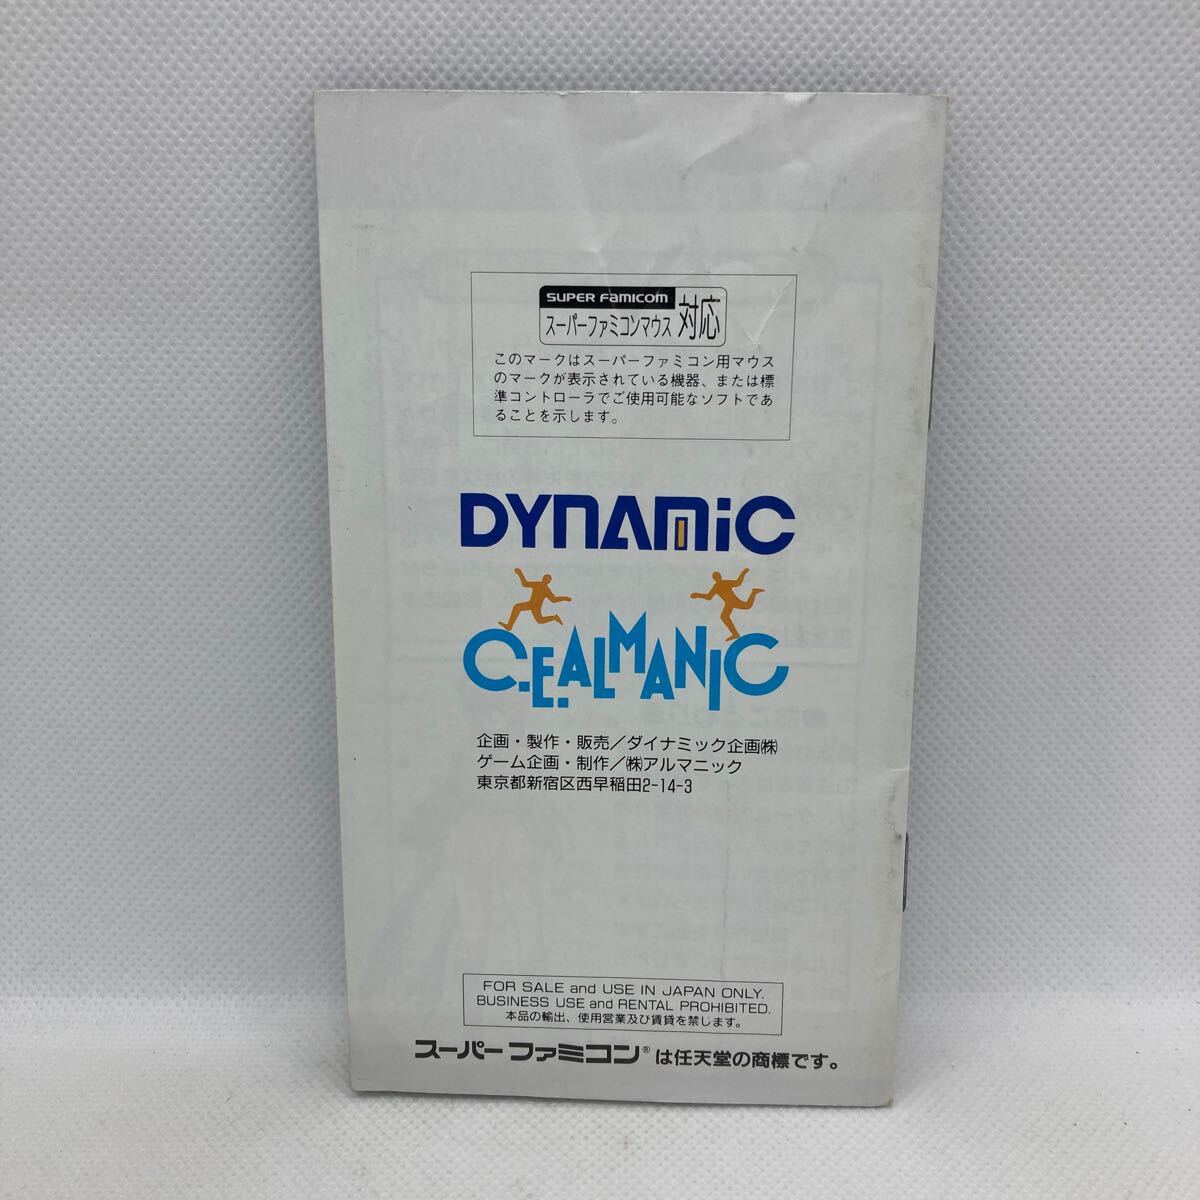 SUPER Famicom
スーパーファミコンマウス 対応
このマークはスーパーファミコン用マウス
のマークが表示されている機器、または標
準コントローラでご使用可能なソフトであ
ることを示します。
DYNAMiC
C.E.ALMANIC
企画・製作・販売／ダイナミック企画㈱
ゲーム企画・制作／㈱アルマニック
東京都新宿区西早稲田2-14-3
FOR SALE and USE IN JAPAN ONLY.
BUSINESS USE and RENTAL PROHIBITED.
本品の輸出、使用営業及び賃貸を禁じます。
スーパーファミコン®は任天堂の商標です。